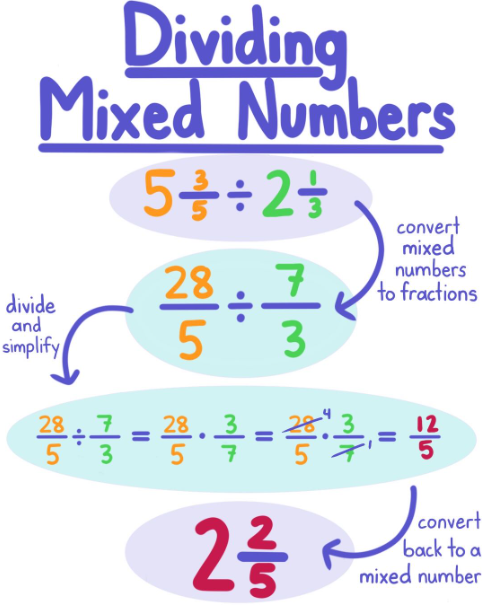 Dividing
Mixed Numbers
5 3/5 ÷ 2 1/3
convert
mixed
numbers
to fractions
28/5 ÷ 7/3
divide
and
simplify
28/5 ÷ 7/3 = 28/5 · 3/7 = 28 4/5 · 3/7 1 = 12/5
convert
back to a
mixed number
2 2/5